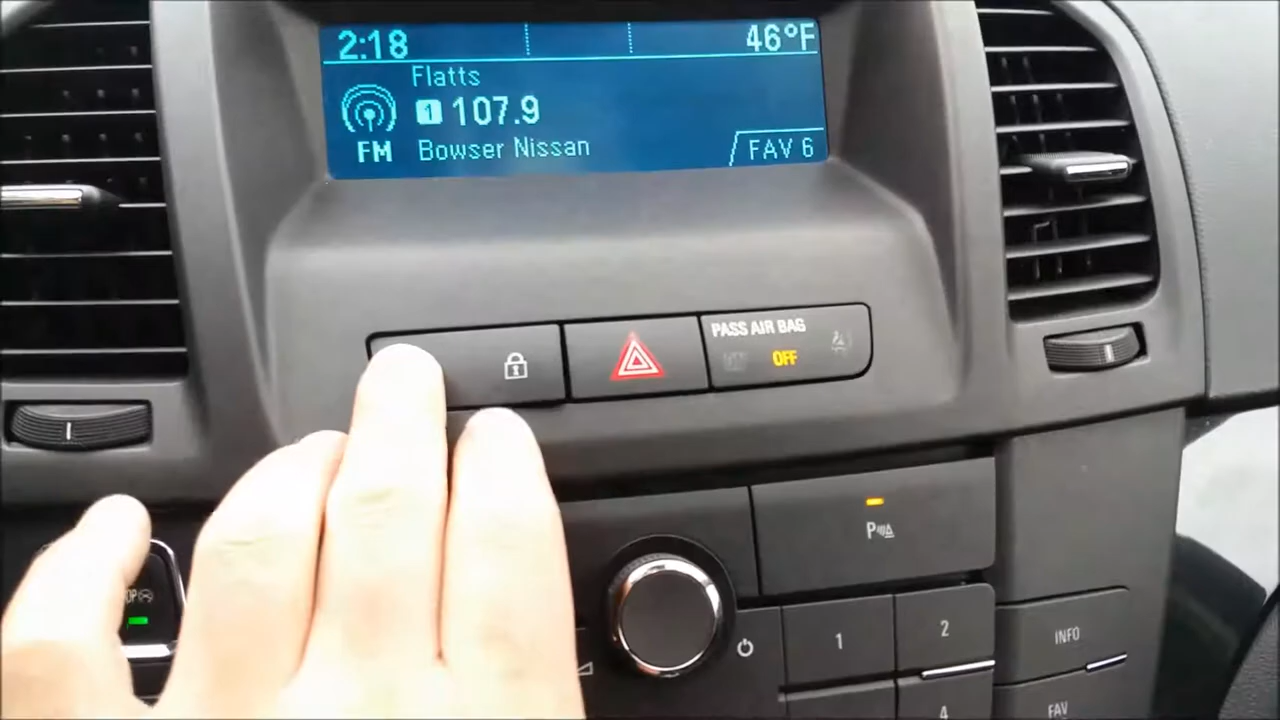 2:18
46°F
Flatts
1 107.9
FM
Bowser Nissan
FAV 6
PASS AIR BAG
OFF
P
1
2
INFO
4
FAV